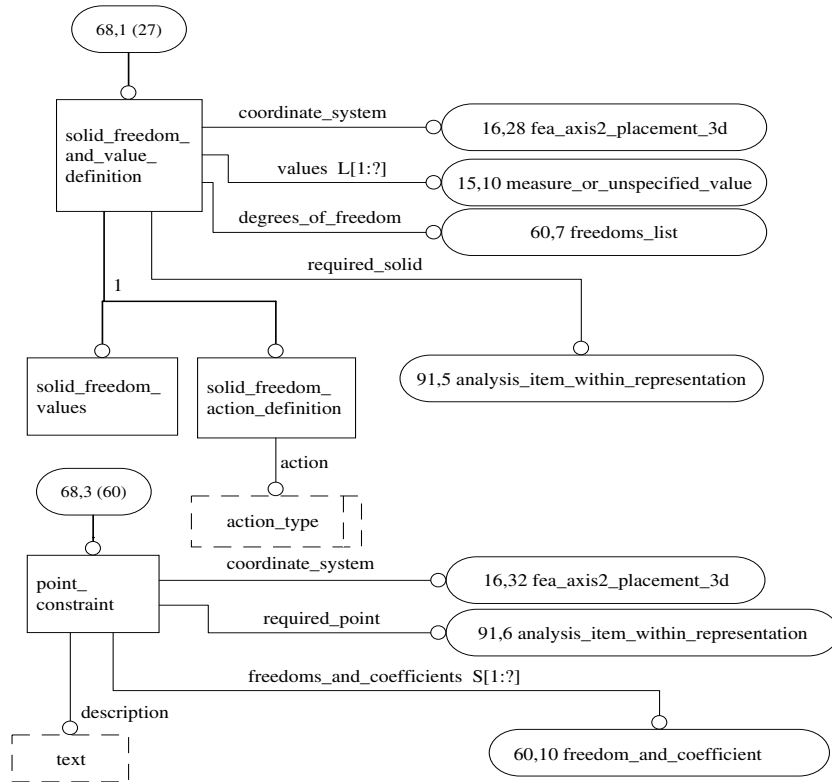 68,1 (27)
coordinate_system
16,28 fea_axis2_placement_3d
solid_freedom_
and_value_
definition
values L[1:?]
15,10 measure_or_unspecified_value
degrees_of_freedom
60,7 freedoms_list
required_solid
1
91,5 analysis_item_within_representation
solid_freedom_
values
solid_freedom_
action_definition
action
68,3 (60)
action_type
coordinate_system
16,32 fea_axis2_placement_3d
point_
constraint
required_point
91,6 analysis_item_within_representation
freedoms_and_coefficients S[1:?]
description
text
60,10 freedom_and_coefficient